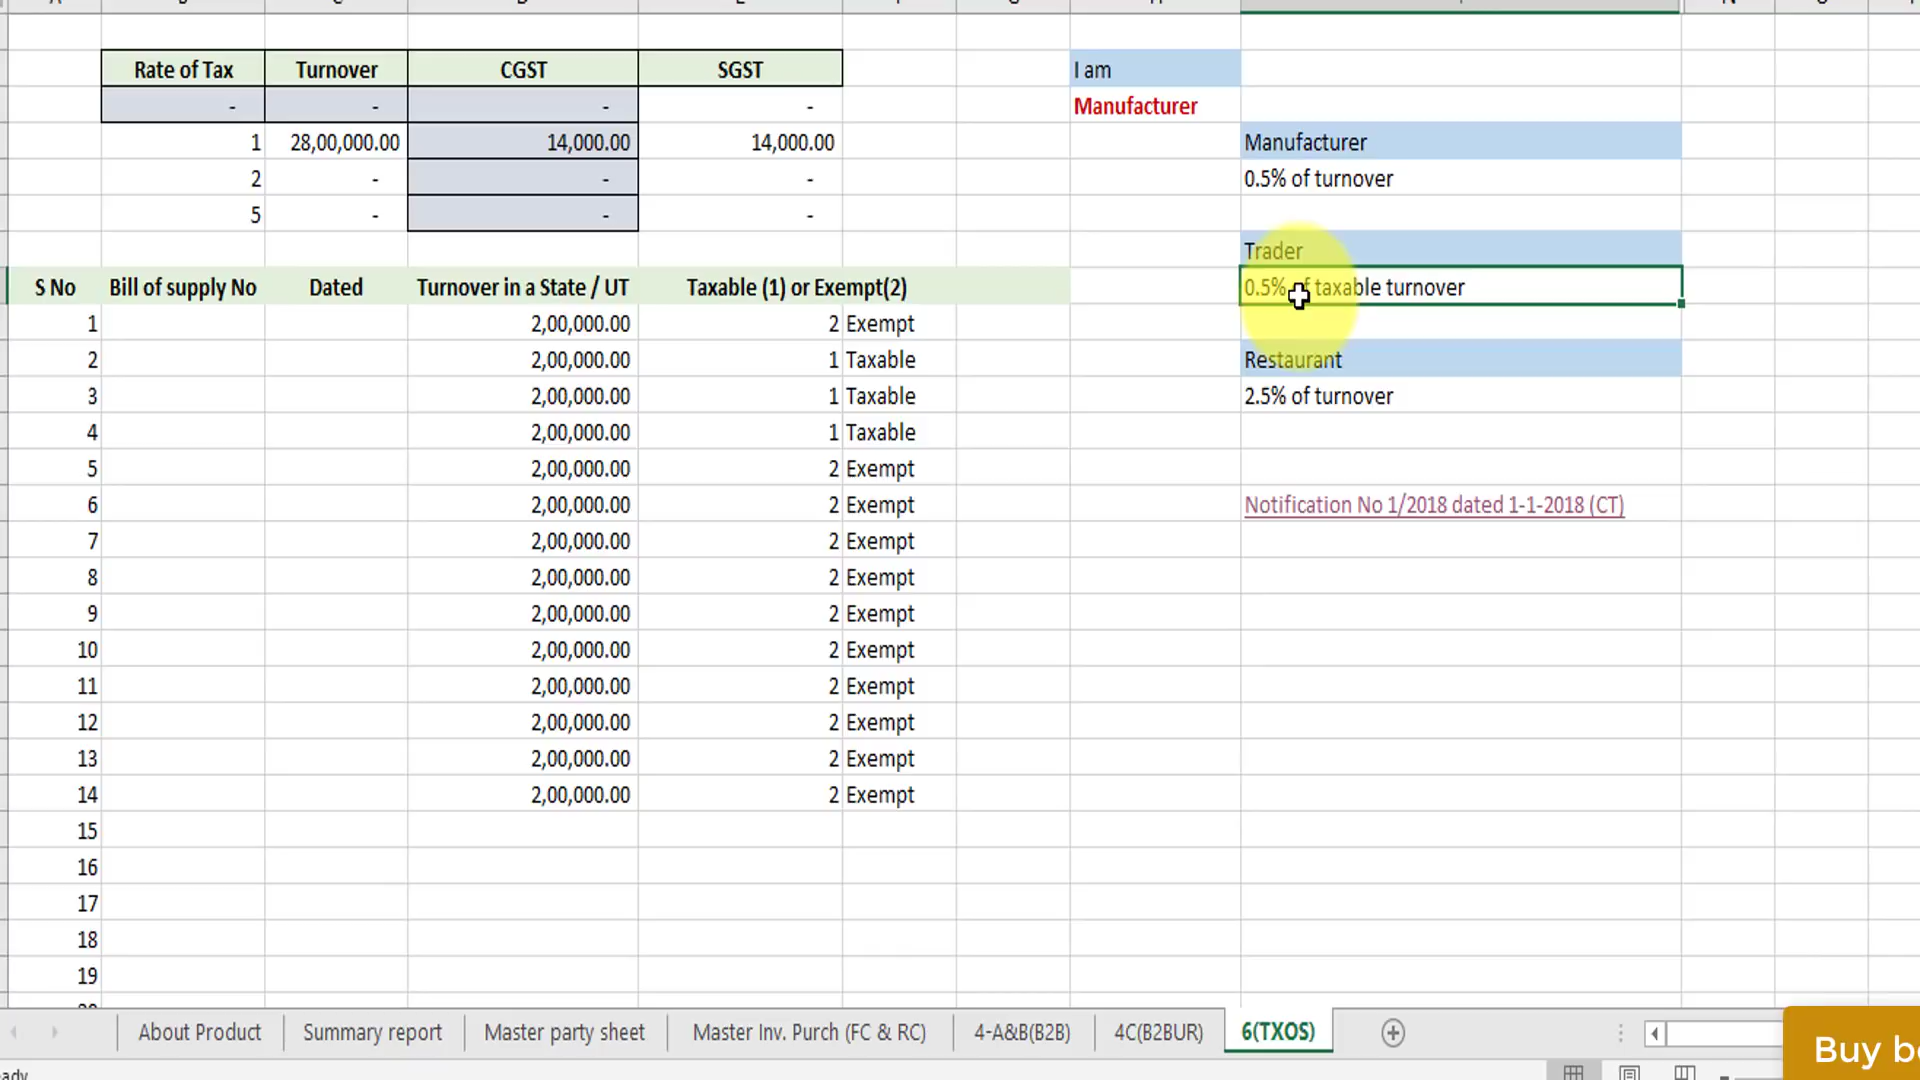 Rate of Tax Turnover CGST SGST I am
- - - - Manufacturer
1 28,00,000.00 14,000.00 14,000.00 Manufacturer
2 - - - 0.5% of turnover
5 - - -
Trader
S No Bill of supply No Dated Turnover in a State / UT Taxable (1) or Exempt(2) 0.5% of taxable turnover
1 2,00,000.00 2 Exempt
2 2,00,000.00 1 Taxable Restaurant
3 2,00,000.00 1 Taxable 2.5% of turnover
4 2,00,000.00 1 Taxable
5 2,00,000.00 2 Exempt
6 2,00,000.00 2 Exempt Notification No 1/2018 dated 1-1-2018 (CT)
7 2,00,000.00 2 Exempt
8 2,00,000.00 2 Exempt
9 2,00,000.00 2 Exempt
10 2,00,000.00 2 Exempt
11 2,00,000.00 2 Exempt
12 2,00,000.00 2 Exempt
13 2,00,000.00 2 Exempt
14 2,00,000.00 2 Exempt
15
16
17
18
19
About Product Summary report Master party sheet Master Inv. Purch (FC & RC) 4-A&B(B2B) 4C(B2BUR) 6(TXOS)
Buy